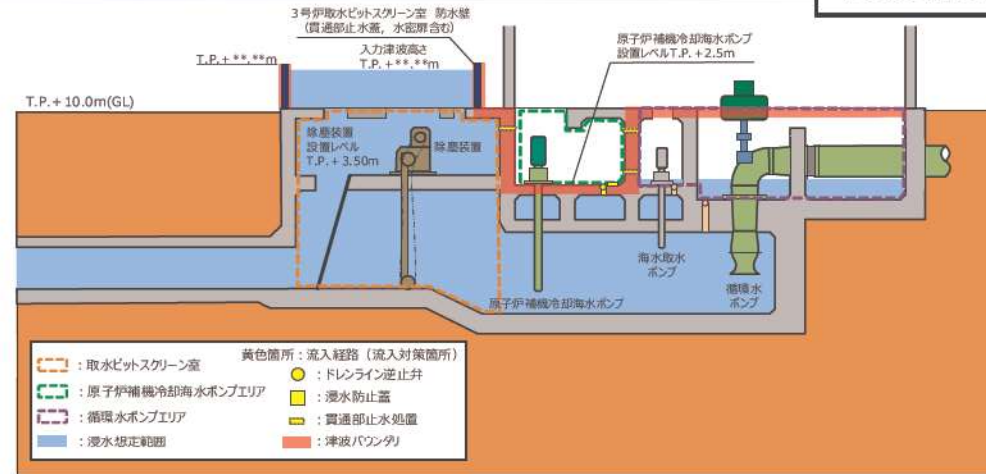 3号炉取水ピットスクリーン室 防水壁
(貫通部止水蓋，水密扉含む)
T.P.+**.**m
入力津波高さ
T.P.+**.**m
原子炉補機冷却海水ポンプ
設置レベルT.P.+2.5m
T.P.+10.0m(GL)
除塵装置
設置レベル
T.P.+3.50m
除塵装置
海水取水
ポンプ
循環水
ポンプ
原子炉補機冷却海水ポンプ
：取水ピットスクリーン室
：原子炉補機冷却海水ポンプエリア
：循環水ポンプエリア
：浸水想定範囲
黄色箇所：流入経路（流入対策箇所）
：ドレンライン逆止弁
：浸水防止蓋
：貫通部止水処置
：津波バウンダリ